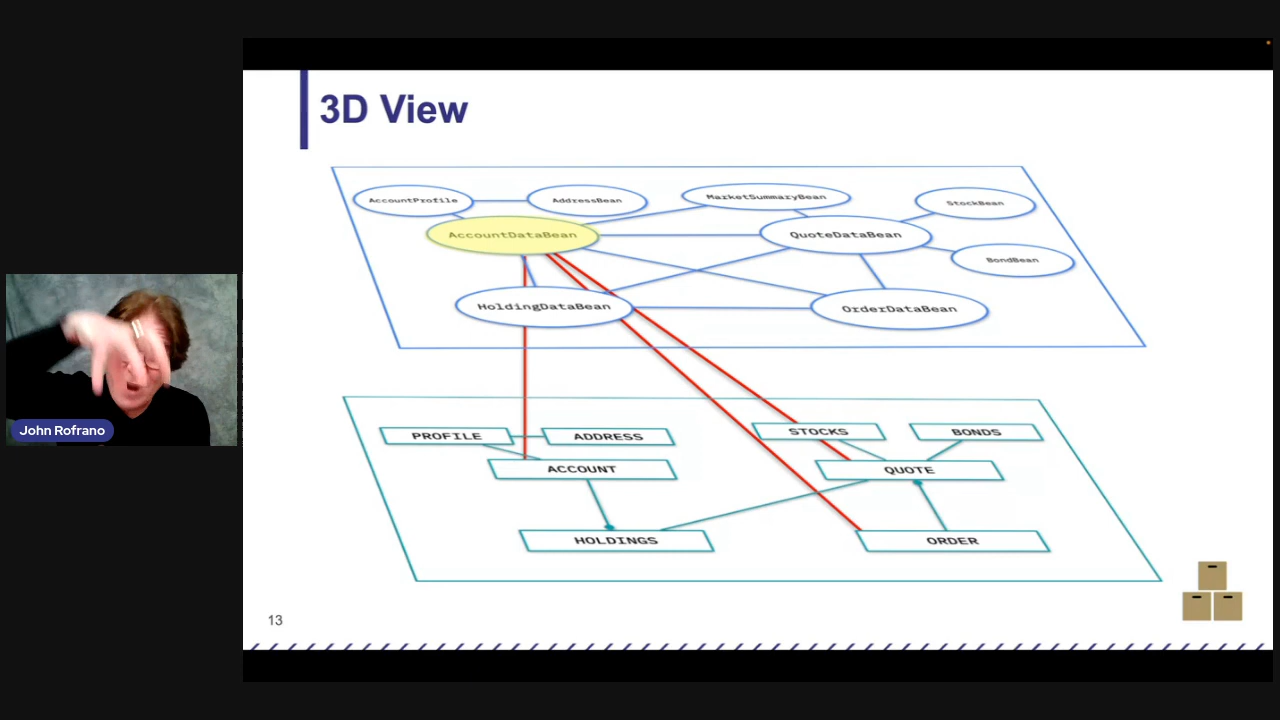 3D View
AccountProfile
AddressBean
MarketSummaryBean
StockBean
AccountDataBean
QuoteDataBean
BondBean
HoldingDataBean
OrderDataBean
PROFILE
ADDRESS
STOCKS
BONDS
ACCOUNT
QUOTE
HOLDINGS
ORDER
John Rofrano
13